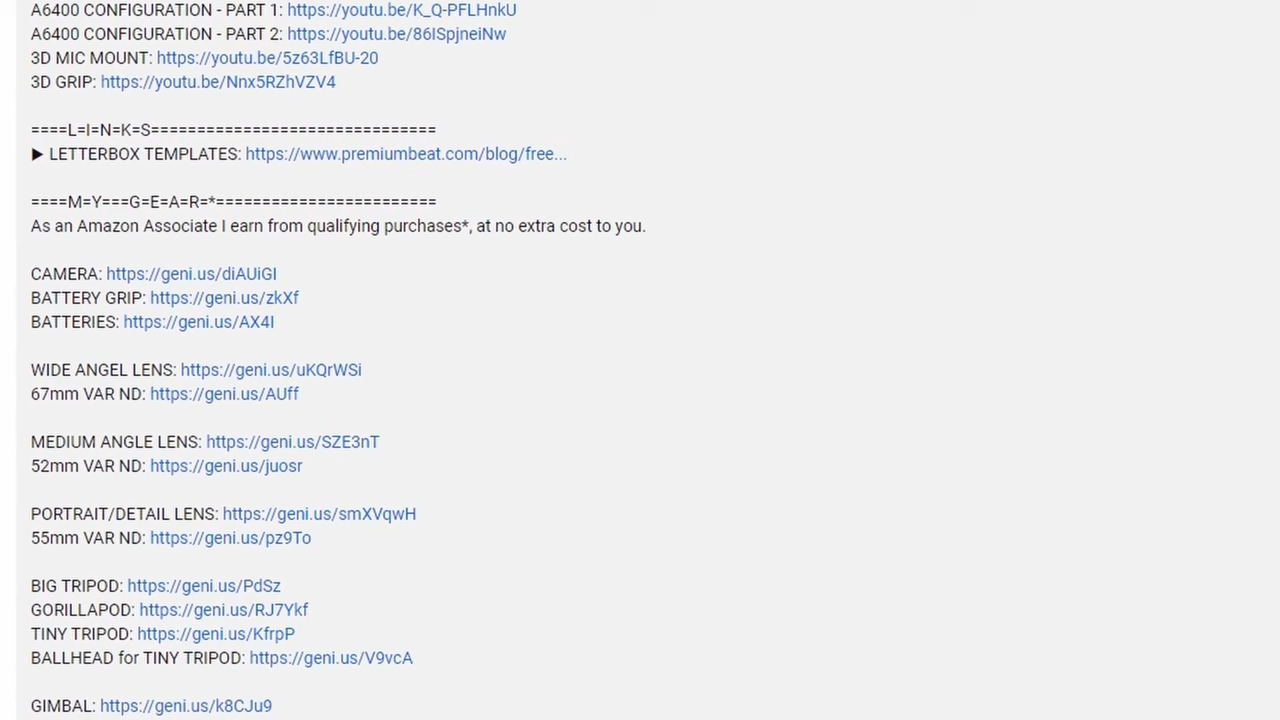 A6400 CONFIGURATION - PART 1: https://youtu.be/K_Q-PFLHnkU
A6400 CONFIGURATION - PART 2: https://youtu.be/86ISpjneiNw
3D MIC MOUNT: https://youtu.be/5z63LfBU-20
3D GRIP: https://youtu.be/Nnx5RZhVZV4
====L=I=N=K=S===============================
▶ LETTERBOX TEMPLATES: https://www.premiumbeat.com/blog/free...
====M=Y===G=E=A=R=*========================
As an Amazon Associate I earn from qualifying purchases*, at no extra cost to you.
CAMERA: https://geni.us/diAUiGI
BATTERY GRIP: https://geni.us/zkXf
BATTERIES: https://geni.us/AX4I
WIDE ANGEL LENS: https://geni.us/uKQrWSi
67mm VAR ND: https://geni.us/AUff
MEDIUM ANGLE LENS: https://geni.us/SZE3nT
52mm VAR ND: https://geni.us/juosr
PORTRAIT/DETAIL LENS: https://geni.us/smXVqwH
55mm VAR ND: https://geni.us/pz9To
BIG TRIPOD: https://geni.us/PdSz
GORILLAPOD: https://geni.us/RJ7Ykf
TINY TRIPOD: https://geni.us/KfrpP
BALLHEAD for TINY TRIPOD: https://geni.us/V9vcA
GIMBAL: https://geni.us/k8CJu9